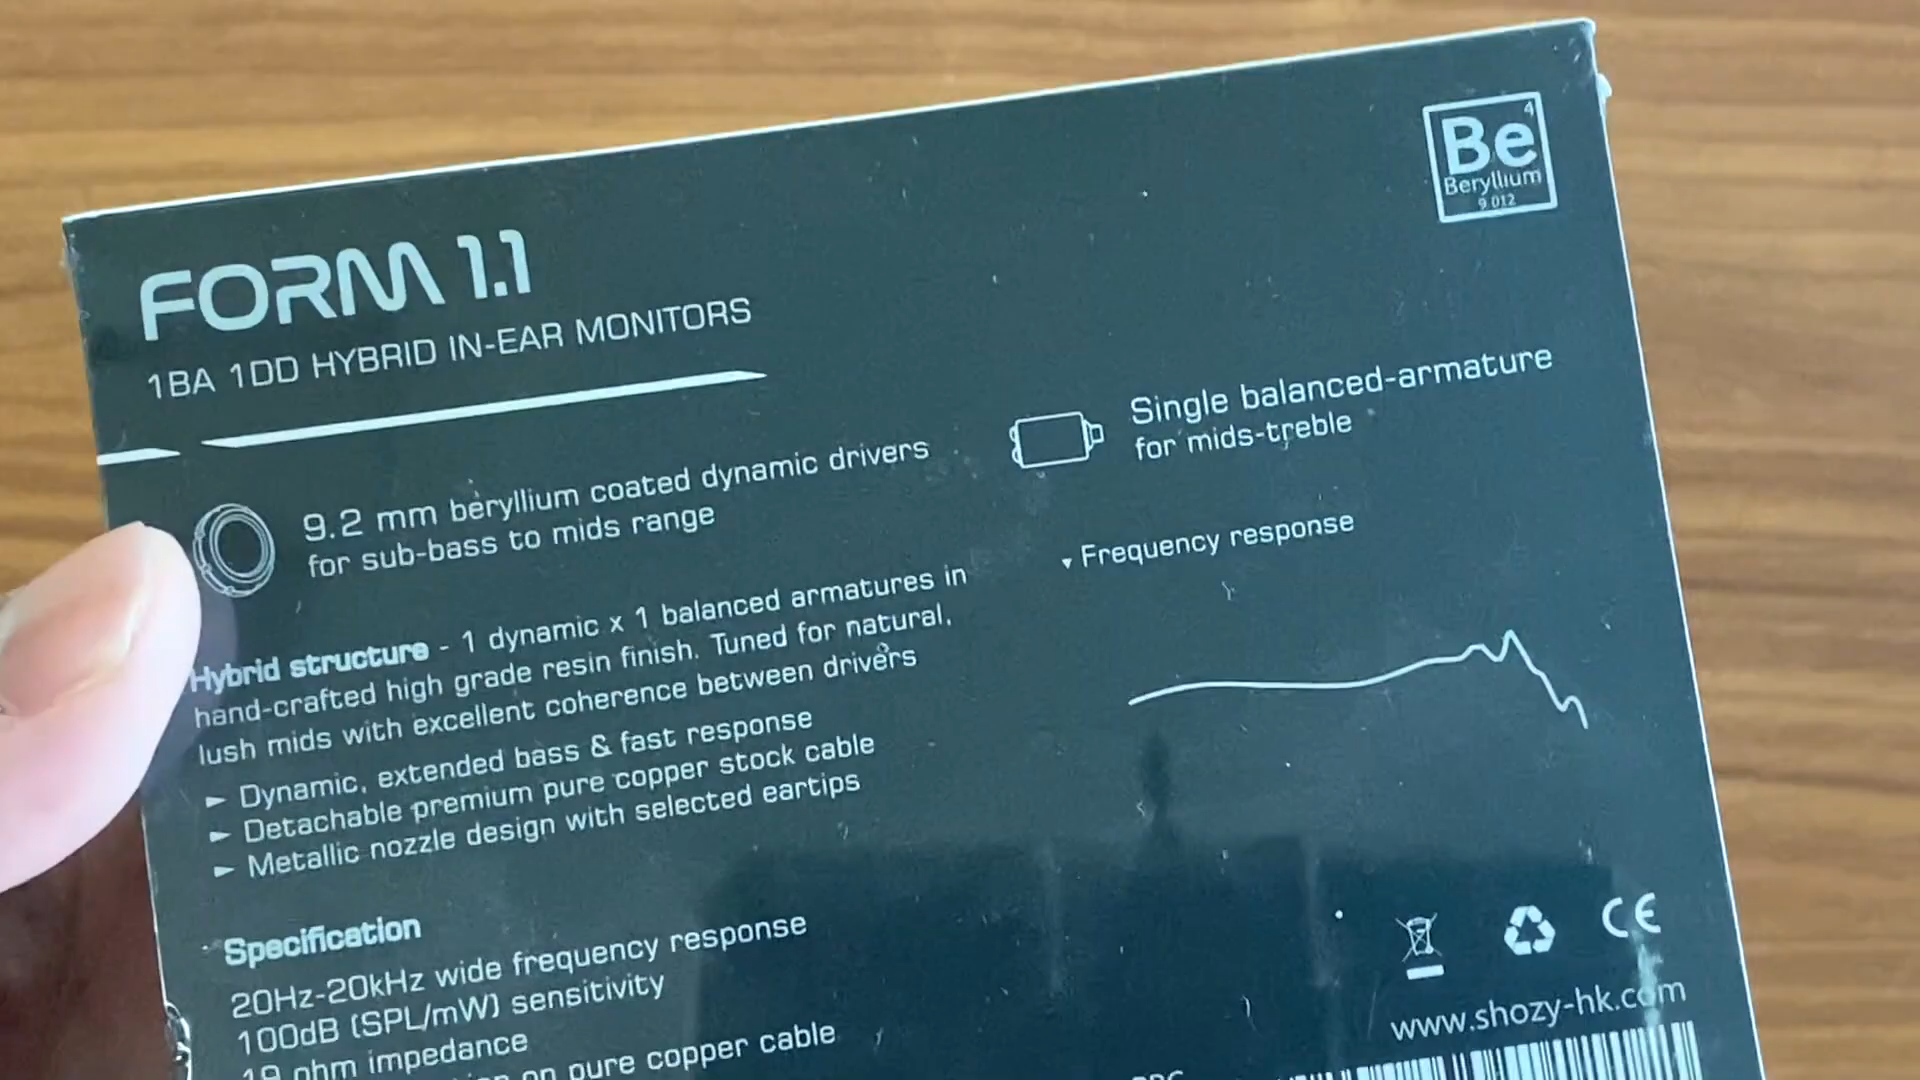 4
Be
Beryllium
9.012
FORM 1.1
1BA 1DD HYBRID IN-EAR MONITORS
9.2 mm beryllium coated dynamic drivers
for sub-bass to mids range
Single balanced-armature
for mids-treble
Hybrid structure - 1 dynamic x 1 balanced armatures in
hand-crafted high grade resin finish. Tuned for natural,
lush mids with excellent coherence between drivers
► Dynamic, extended bass & fast response
► Detachable premium pure copper stock cable
► Metallic nozzle design with selected eartips
▾ Frequency response
Specification
20Hz-20kHz wide frequency response
100dB (SPL/mW) sensitivity
19 ohm impedance
pure copper cable
CE
www.shozy-hk.com